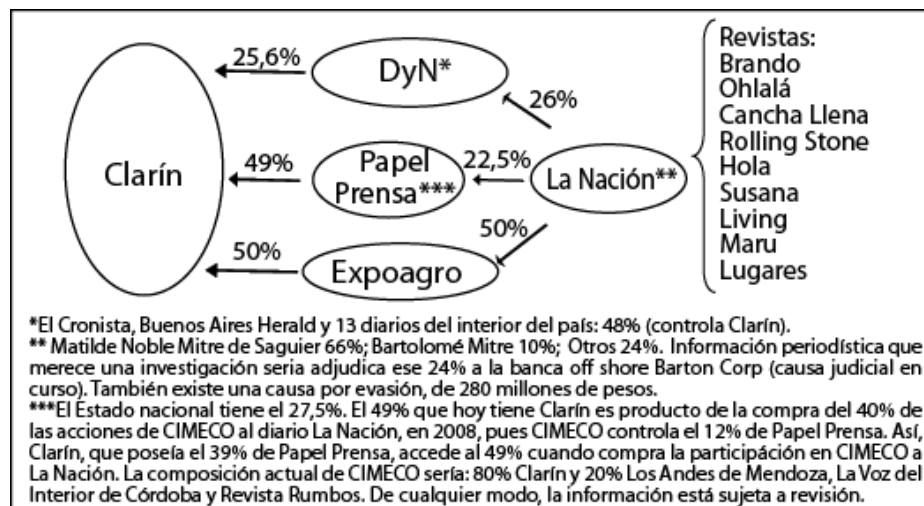 25,6%
DyN*
26%
Clarín
49%
Papel
Prensa***
22,5%
La Nación**
50%
Expoagro
50%
Revistas:
Brando
Ohlalá
Cancha Llena
Rolling Stone
Hola
Susana
Living
Maru
Lugares
*El Cronista, Buenos Aires Herald y 13 diarios del interior del país: 48% (controla Clarín).
** Matilde Noble Mitre de Saguier 66%; Bartolomé Mitre 10%; Otros 24%. Información periodística que
merece una investigación seria adjudica ese 24% a la banca off shore Barton Corp (causa judicial en
curso). También existe una causa por evasión, de 280 millones de pesos.
***El Estado nacional tiene el 27,5%. El 49% que hoy tiene Clarín es producto de la compra del 40% de
las acciones de CIMECO al diario La Nación, en 2008, pues CIMECO controla el 12% de Papel Prensa. Así,
Clarín, que poseía el 39% de Papel Prensa, accede al 49% cuando compra la participáción en CIMECO a
La Nación. La composición actual de CIMECO sería: 80% Clarín y 20% Los Andes de Mendoza, La Voz del
Interior de Córdoba y Revista Rumbos. De cualquier modo, la información está sujeta a revisión.